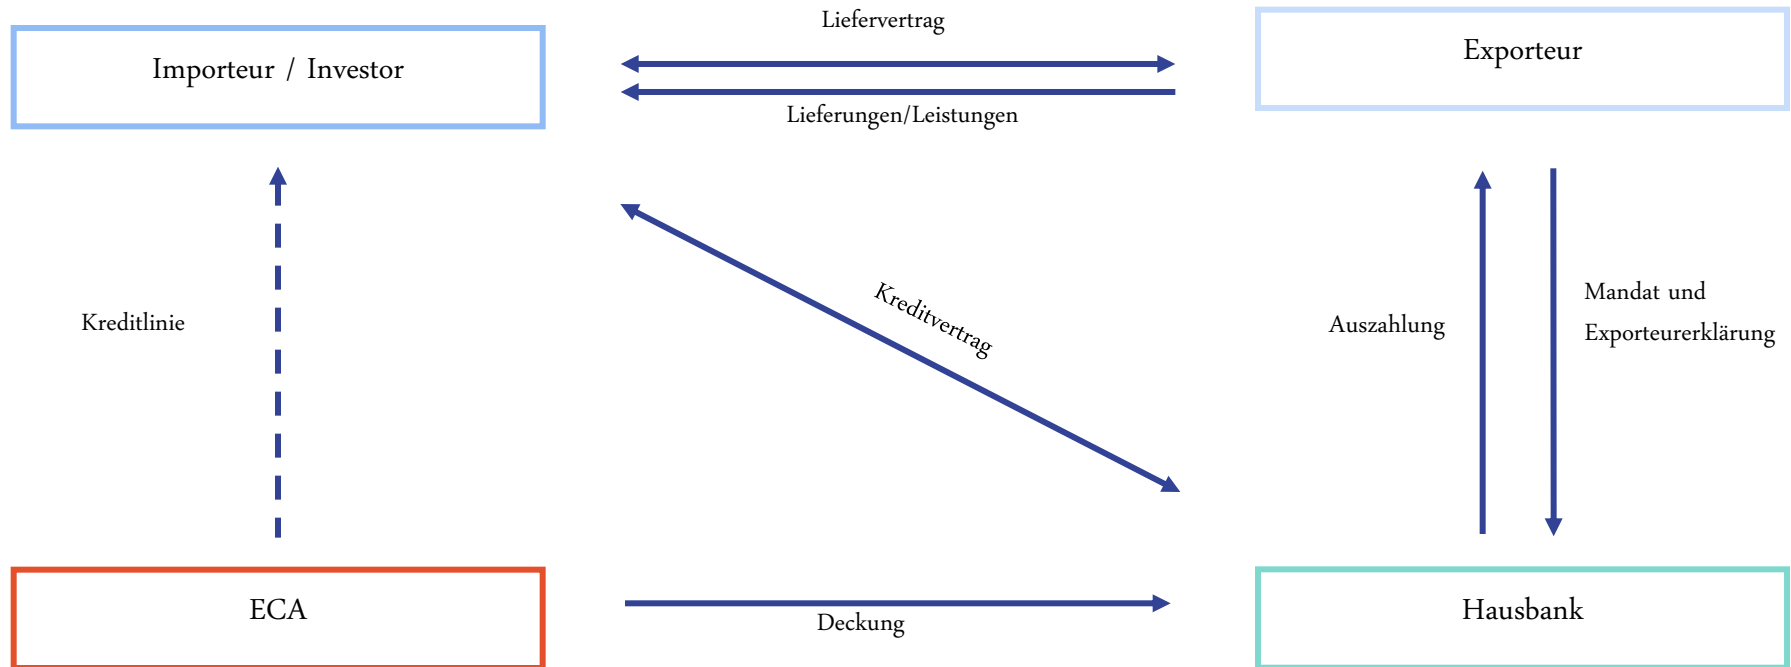 Liefervertrag
Importeur / Investor
Exporteur
Lieferungen/Leistungen
Kreditlinie
Kreditvertrag
Auszahlung
Mandat und
Exporteurerklärung
ECA
Deckung
Hausbank